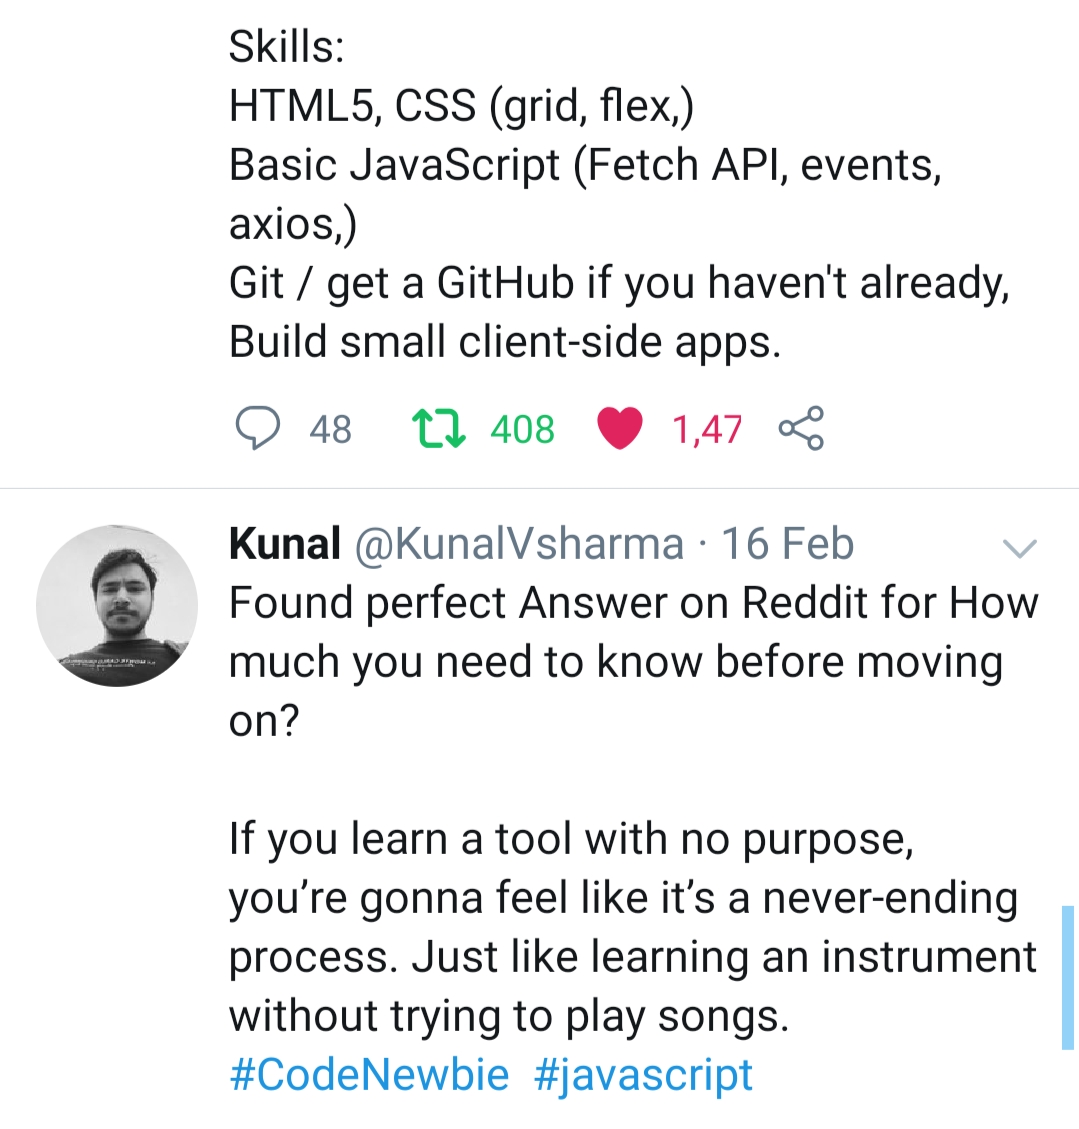 Skills:
HTML5, CSS (grid, flex,)
Basic JavaScript (Fetch API, events,
axios,)
Git / get a GitHub if you haven't already,
Build small client-side apps.
48 408 1,47
Kunal @KunalVsharma · 16 Feb
Found perfect Answer on Reddit for How
much you need to know before moving
on?
If you learn a tool with no purpose,
you’re gonna feel like it’s a never-ending
process. Just like learning an instrument
without trying to play songs.
#CodeNewbie #javascript